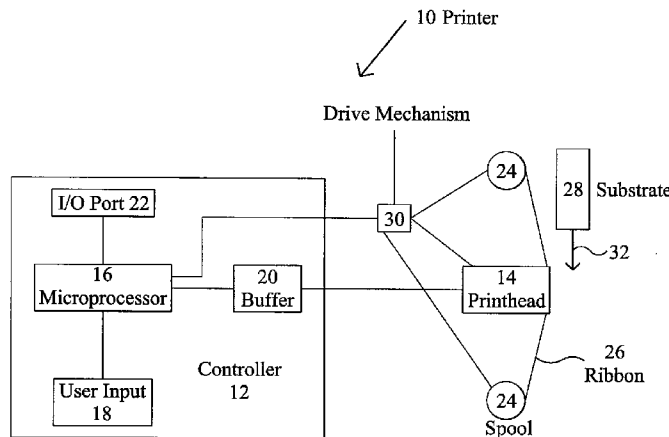 10 Printer
Drive Mechanism
24
28 Substrate
I/O Port 22
30
32
16
Microprocessor
20
Buffer
14
Printhead
26
Ribbon
Controller
12
User Input
18
24
Spool